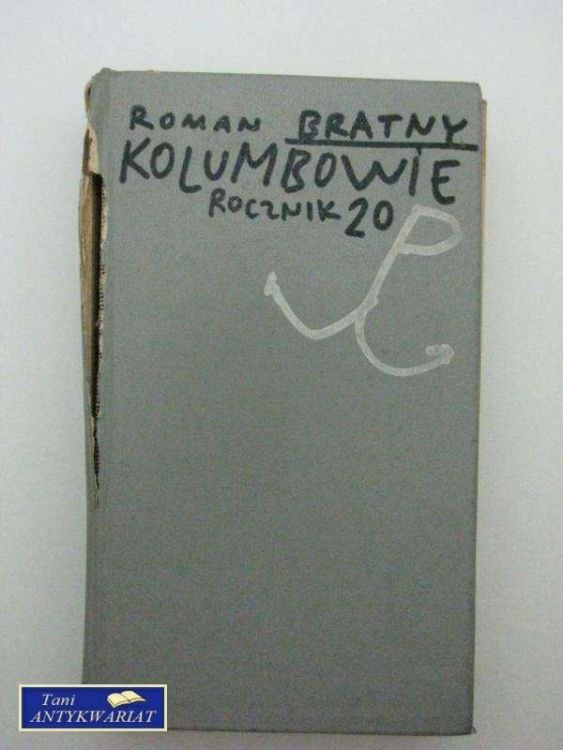 ROMAN BRATNY
KOLUMBOWIE
ROCZNIK 20
Tani
ANTYKWARIAT